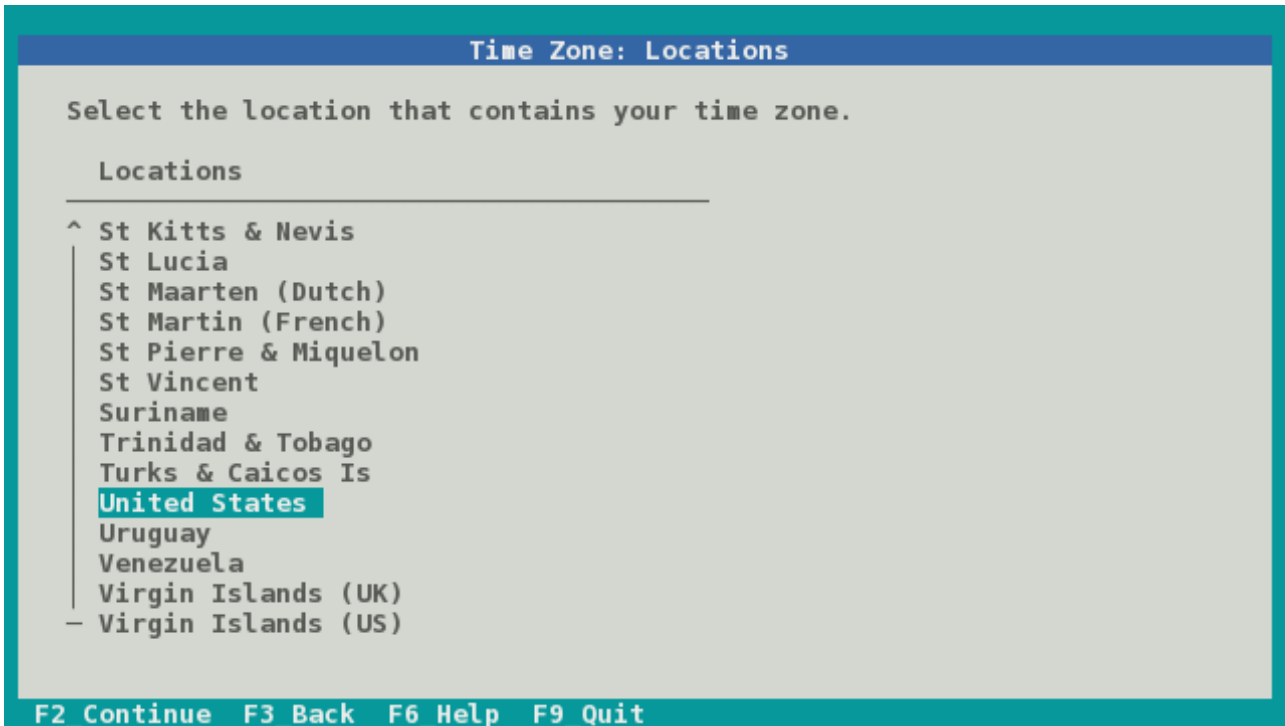 Time Zone: Locations
Select the location that contains your time zone.
Locations
^ St Kitts & Nevis
St Lucia
St Maarten (Dutch)
St Martin (French)
St Pierre & Miquelon
St Vincent
Suriname
Trinidad & Tobago
Turks & Caicos Is
United States
Uruguay
Venezuela
Virgin Islands (UK)
– Virgin Islands (US)
F2 Continue F3 Back F6 Help F9 Quit